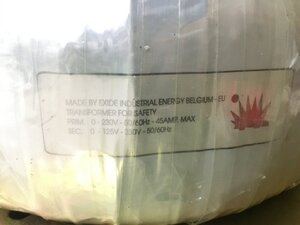 MADE BY EXIDE INDUSTRIAL ENERGY BELGIUM - EU
TRANSFORMER FOR SAFETY
PRIM. 0 - 230V - 50/60Hz - 45AMP. MAX
SEC. 0 - 125V - 230V - 50/60Hz